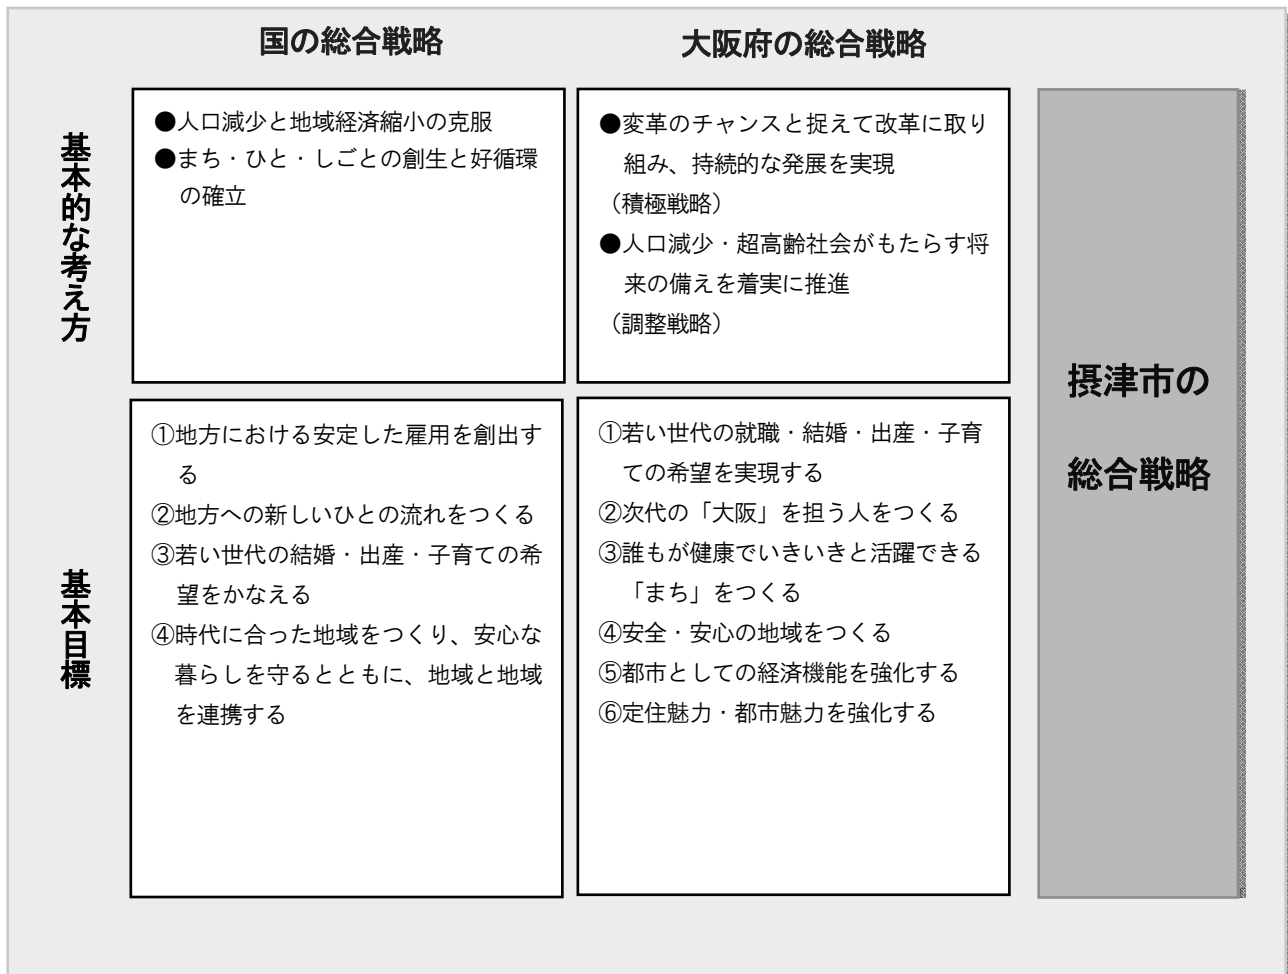 国の総合戦略
大阪府の総合戦略
基本的な考え方
●人口減少と地域経済縮小の克服
●まち・ひと・しごとの創生と好循環
の確立
●変革のチャンスと捉えて改革に取り
組み、持続的な発展を実現
（積極戦略）
●人口減少・超高齢社会がもたらす将
来の備えを着実に推進
（調整戦略）
基本目標
①地方における安定した雇用を創出す
る
②地方への新しいひとの流れをつくる
③若い世代の結婚・出産・子育ての希
望をかなえる
④時代に合った地域をつくり、安心な
暮らしを守るとともに、地域と地域
を連携する
①若い世代の就職・結婚・出産・子育
ての希望を実現する
②次代の「大阪」を担う人をつくる
③誰もが健康でいきいきと活躍できる
「まち」をつくる
④安全・安心の地域をつくる
⑤都市としての経済機能を強化する
⑥定住魅力・都市魅力を強化する
摂津市の
総合戦略